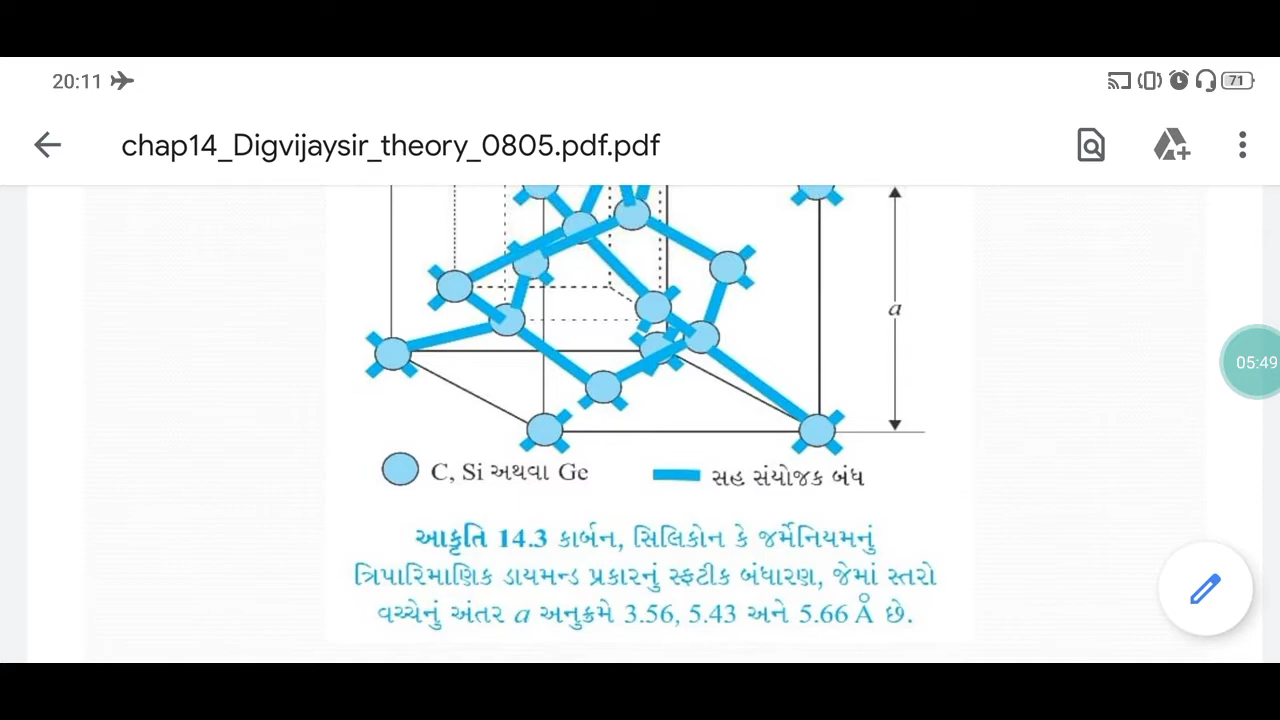 20:11
71
chap14_Digvijaysir_theory_0805.pdf.pdf
a
05:49
C, Si અથવા Ge
સહ સંયોજક બંધ
આકૃતિ 14.3 કાર્બન, સિલિકોન કે જર્મેનિયમનું
ત્રિપારિમાણિક ડાયમન્ડ પ્રકારનું સ્ફટીક બંધારણ, જેમાં સ્તરો
વચ્ચેનું અંતર a અનુક્રમે 3.56, 5.43 અને 5.66 Å છે.